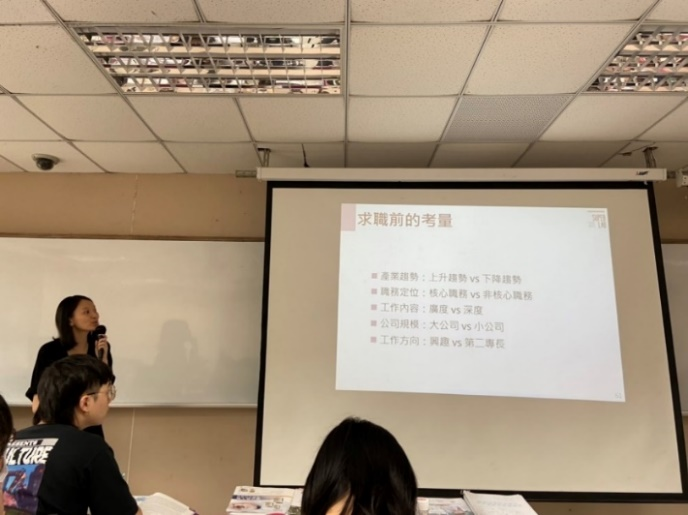 求職前的考量
產業趨勢：上升趨勢 vs 下降趨勢
職務定位：核心職務 vs 非核心職務
工作內容：廣度 vs 深度
公司規模：大公司 vs 小公司
工作方向：興趣 vs 第二專長